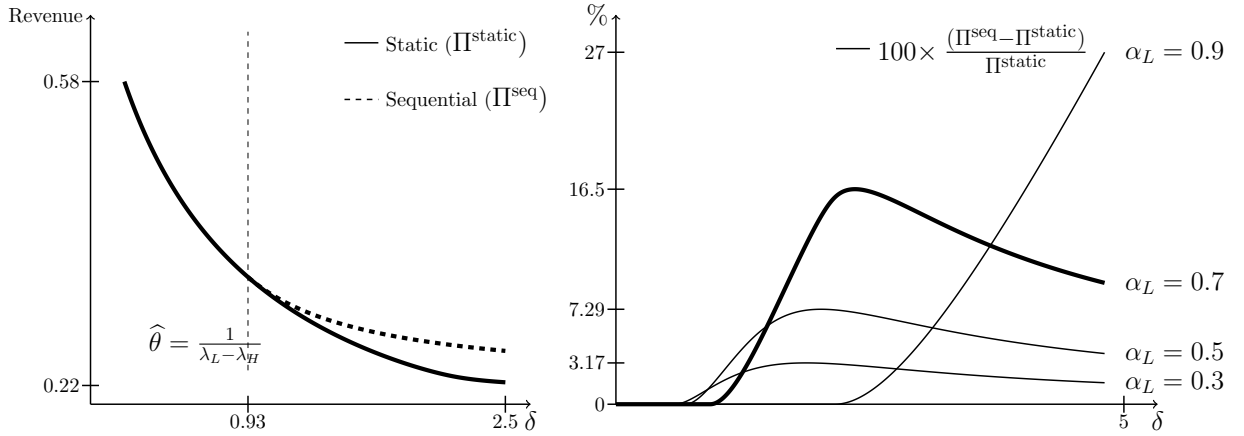 Revenue
0.58
0.22
Static (Π^static)
Sequential (Π^seq)
θ̂ = 1/(λ_L−λ_H)
0.93
2.5 δ
%
27
16.5
7.29
3.17
0
100× (Π^seq−Π^static)/Π^static
α_L = 0.9
α_L = 0.7
α_L = 0.5
α_L = 0.3
5 δ